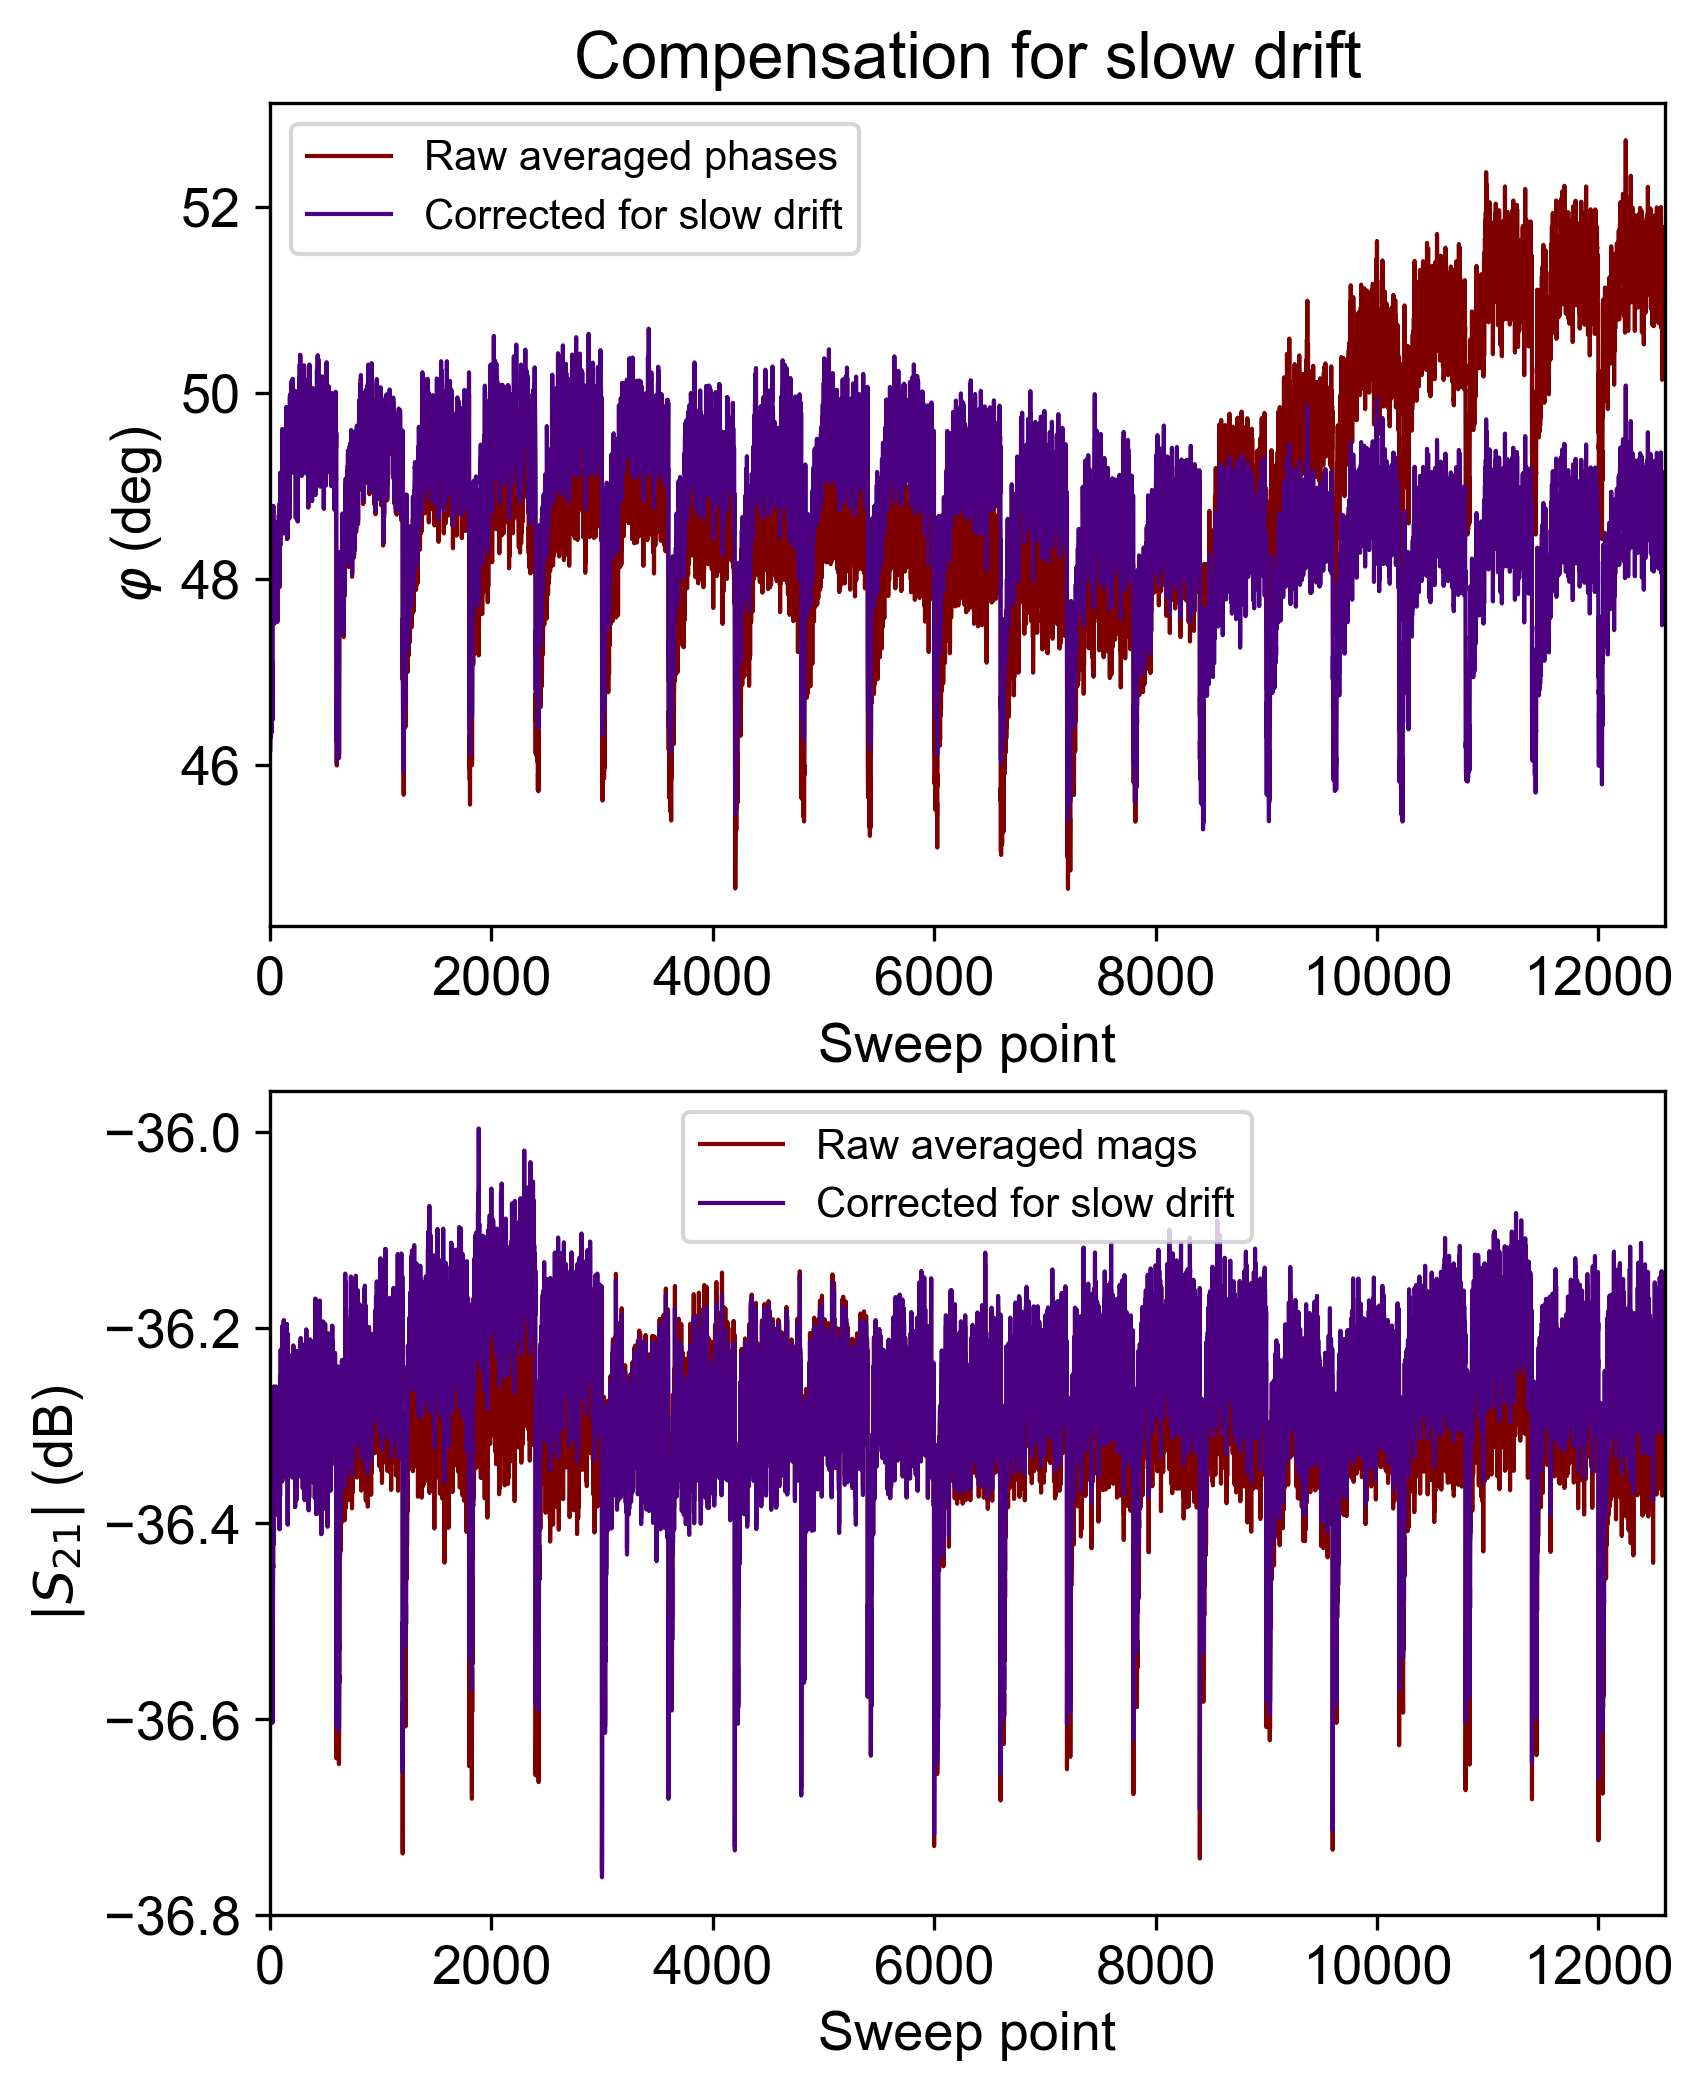 Compensation for slow drift
Raw averaged phases
Corrected for slow drift
φ (deg)
52
50
48
46
0 2000 4000 6000 8000 10000 12000
Sweep point
Raw averaged mags
Corrected for slow drift
|S₂₁| (dB)
−36.0
−36.2
−36.4
−36.6
−36.8
0 2000 4000 6000 8000 10000 12000
Sweep point